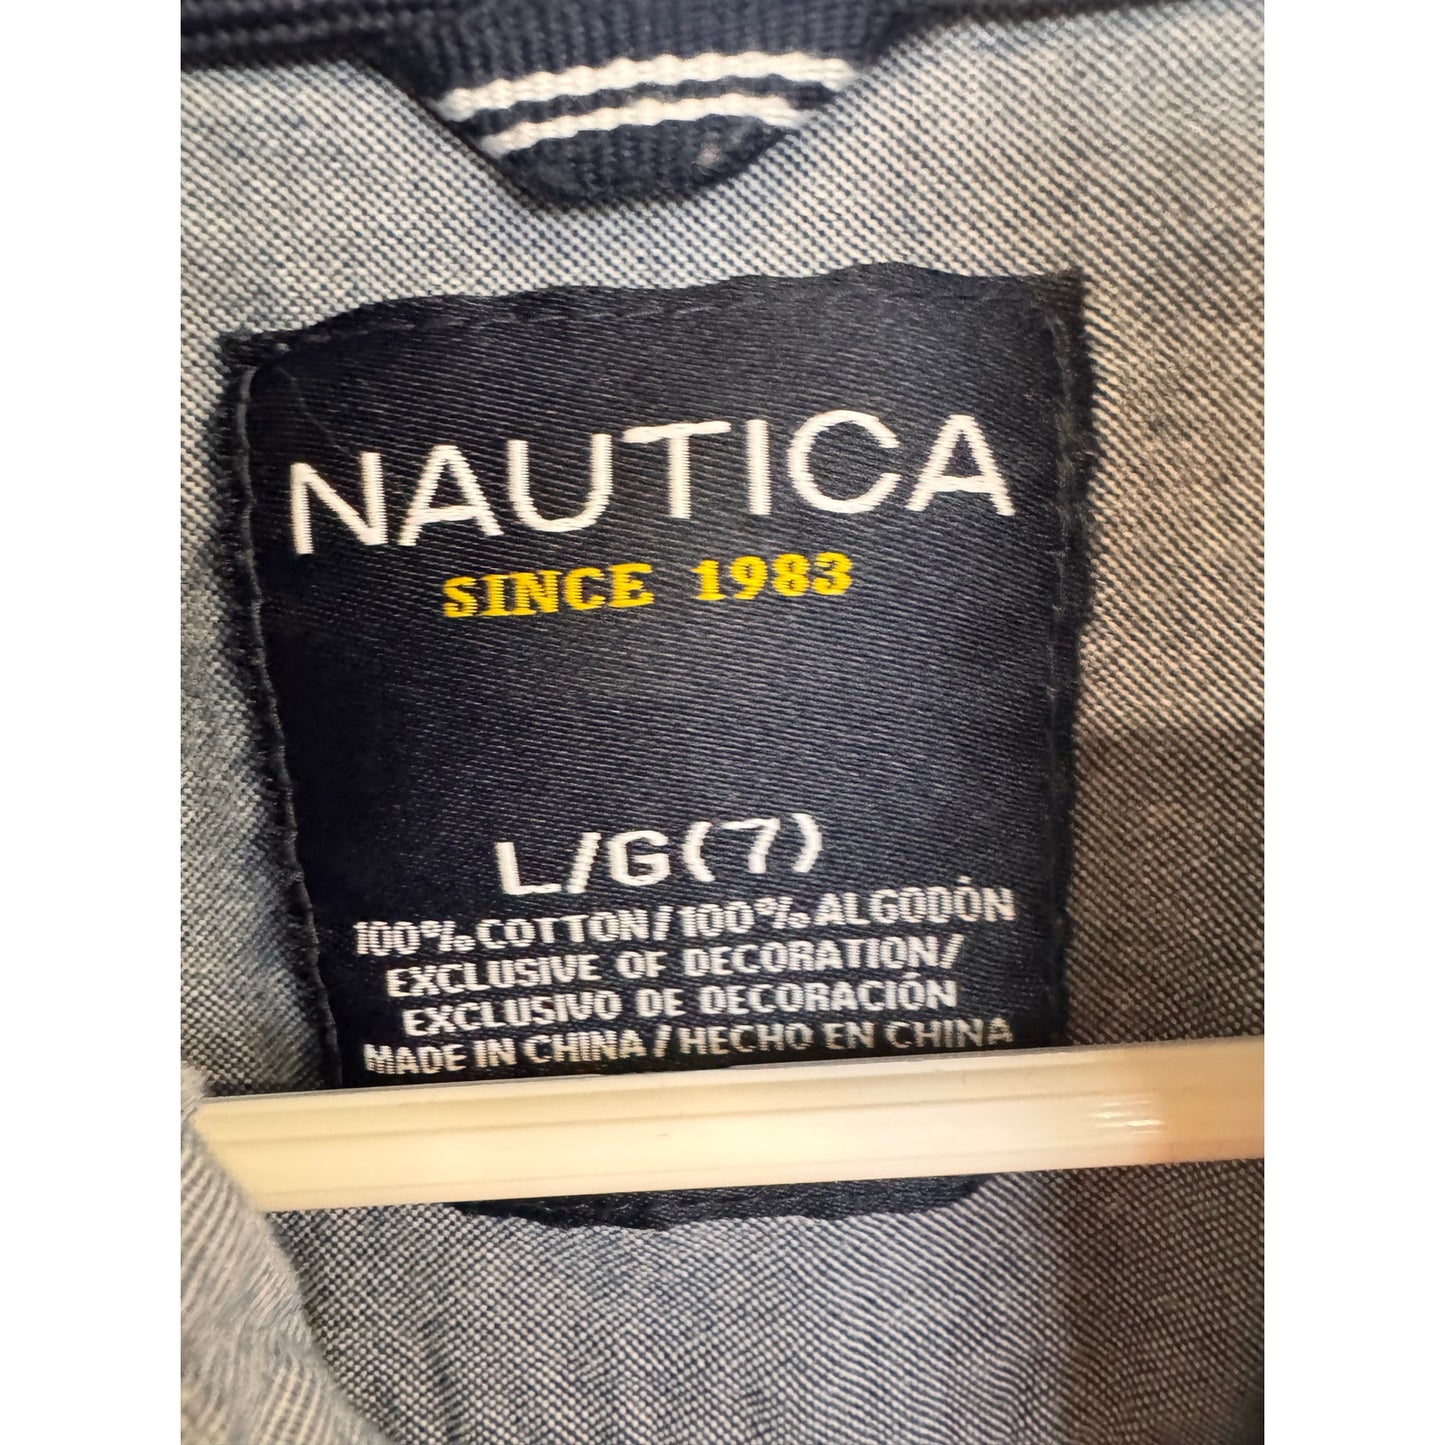 NAUTICA
SINCE 1983
L/G(7)
100% COTTON/100% ALGODÓN
EXCLUSIVE OF DECORATION/
EXCLUSIVO DE DECORACIÓN
MADE IN CHINA/HECHO EN CHINA